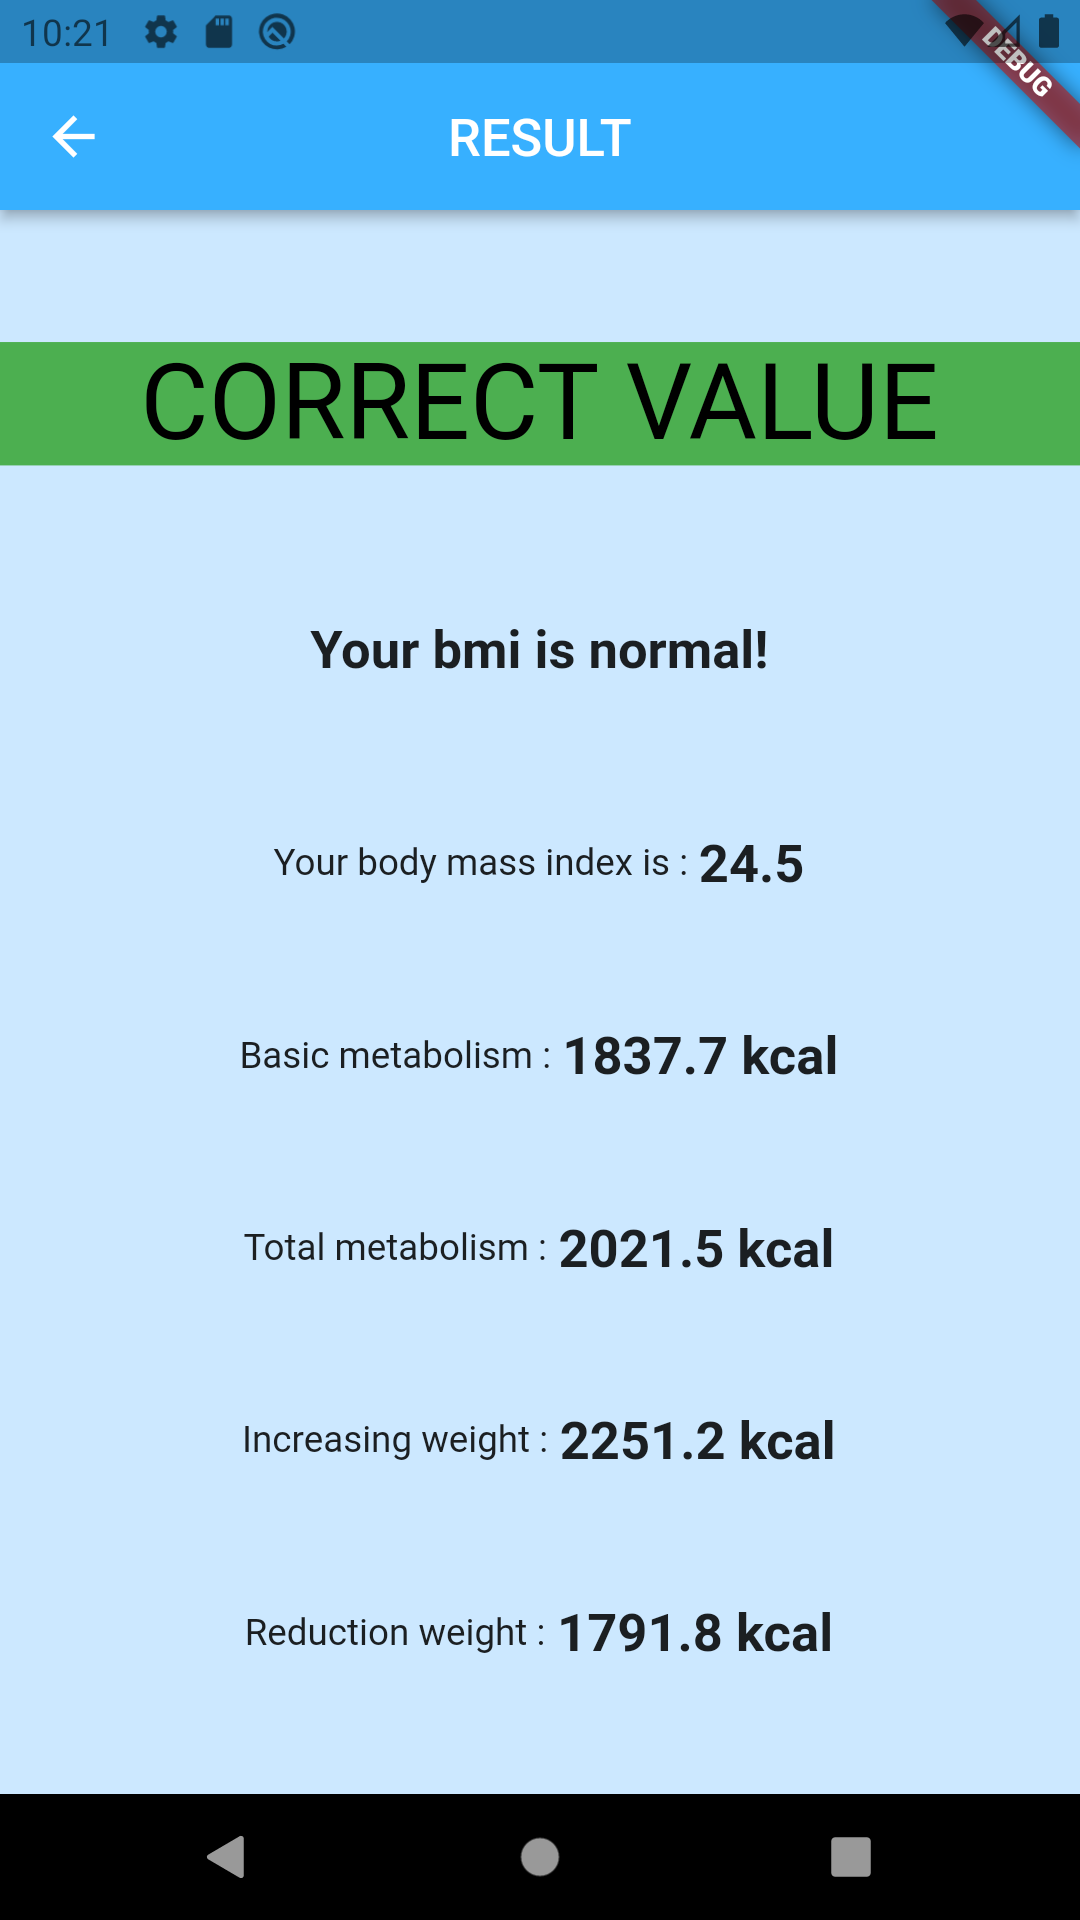 10:21
DEBUG
RESULT
CORRECT VALUE
Your bmi is normal!
Your body mass index is : 24.5
Basic metabolism : 1837.7 kcal
Total metabolism : 2021.5 kcal
Increasing weight : 2251.2 kcal
Reduction weight : 1791.8 kcal